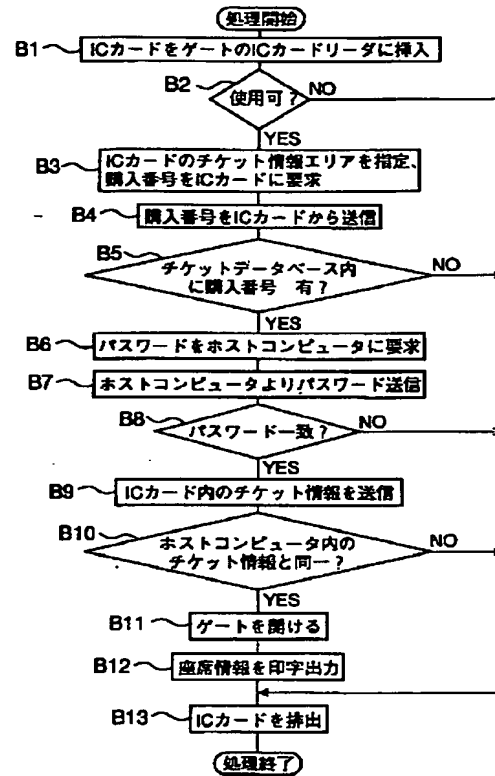 処理開始
B1
ICカードをゲートのICカードリーダに挿入
B2
使用可?
NO
YES
B3
ICカードのチケット情報エリアを指定、
購入番号をICカードに要求
B4
購入番号をICカードから送信
B5
チケットデータベース内
に購入番号 有?
NO
YES
B6
パスワードをホストコンピュータに要求
B7
ホストコンピュータよりパスワード送信
B8
パスワード一致?
NO
YES
B9
ICカード内のチケット情報を送信
B10
ホストコンピュータ内の
チケット情報と同一?
NO
YES
B11
ゲートを開ける
B12
座席情報を印字出力
B13
ICカードを排出
処理終了